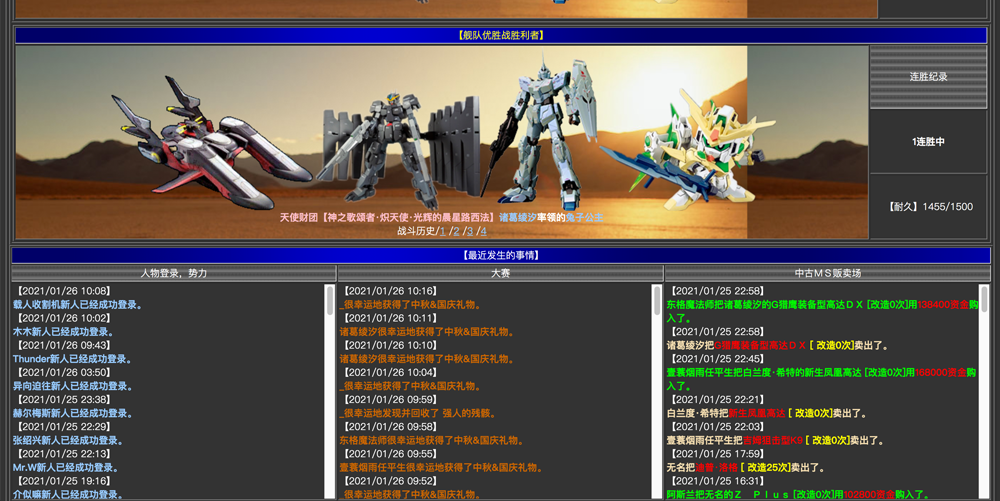 【舰队优胜战胜利者】
连胜纪录
1连胜中
【耐久】1455/1500
天使财团【神之歌颂者·炽天使·光辉的晨星路西法】诸葛绫汐率领的兔子公主
战斗历史/1 /2 /3 /4
【最近发生的事情】
人物登录，势力
【2021/01/26 10:08】
载人收割机新人已经成功登录。
【2021/01/26 10:02】
木木新人已经成功登录。
【2021/01/26 09:43】
Thunder新人已经成功登录。
【2021/01/26 03:50】
异向迫往新人已经成功登录。
【2021/01/25 23:38】
赫尔梅斯新人已经成功登录。
【2021/01/25 22:29】
张绍兴新人已经成功登录。
【2021/01/25 22:13】
Mr.W新人已经成功登录。
【2021/01/25 19:16】
介似嘛新人已经成功登录。
大赛
【2021/01/26 10:16】
_很幸运地获得了中秋&国庆礼物。
【2021/01/26 10:11】
诸葛绫汐很幸运地获得了中秋&国庆礼物。
【2021/01/26 10:10】
诸葛绫汐很幸运地获得了中秋&国庆礼物。
【2021/01/26 10:04】
_很幸运地获得了中秋&国庆礼物。
【2021/01/26 09:59】
_很幸运地发现并回收了 强人的残骸。
【2021/01/26 09:58】
东格魔法师很幸运地获得了中秋&国庆礼物。
【2021/01/26 09:55】
壹蓑烟雨任平生很幸运地获得了中秋&国庆礼物。
【2021/01/26 09:52】
_很幸运地获得了中秋&国庆礼物。
中古ＭＳ贩卖场
【2021/01/25 22:58】
东格魔法师把诸葛绫汐的G猎鹰装备型高达ＤＸ [改造0次]用138400资金购
入了。
【2021/01/25 22:58】
诸葛绫汐把G猎鹰装备型高达ＤＸ [ 改造0次]卖出了。
【2021/01/25 22:45】
壹蓑烟雨任平生把白兰度·希特的新生凤凰高达 [改造0次]用168000资金购
入了。
【2021/01/25 22:21】
白兰度·希特把新生凤凰高达 [ 改造0次]卖出了。
【2021/01/25 22:03】
壹蓑烟雨任平生把吉姆狙击型K9 [ 改造0次]卖出了。
【2021/01/25 17:59】
无名把 [ 改造25次]卖出了。
【2021/01/25 16:31】
阿斯兰把无名的Ｚ　Ｐｌｕｓ [改造0次]用102800资金购入了。